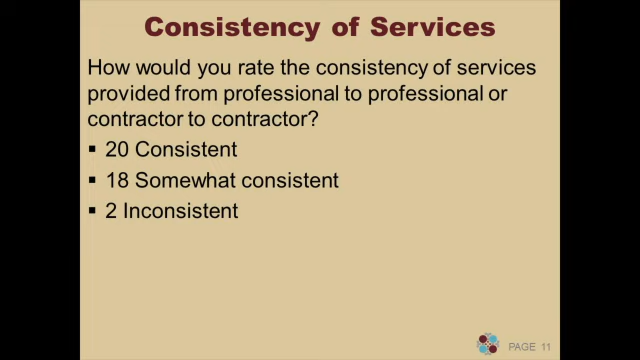 Consistency of Services
How would you rate the consistency of services
provided from professional to professional or
contractor to contractor?
▪ 20 Consistent
▪ 18 Somewhat consistent
▪ 2 Inconsistent
PAGE 11